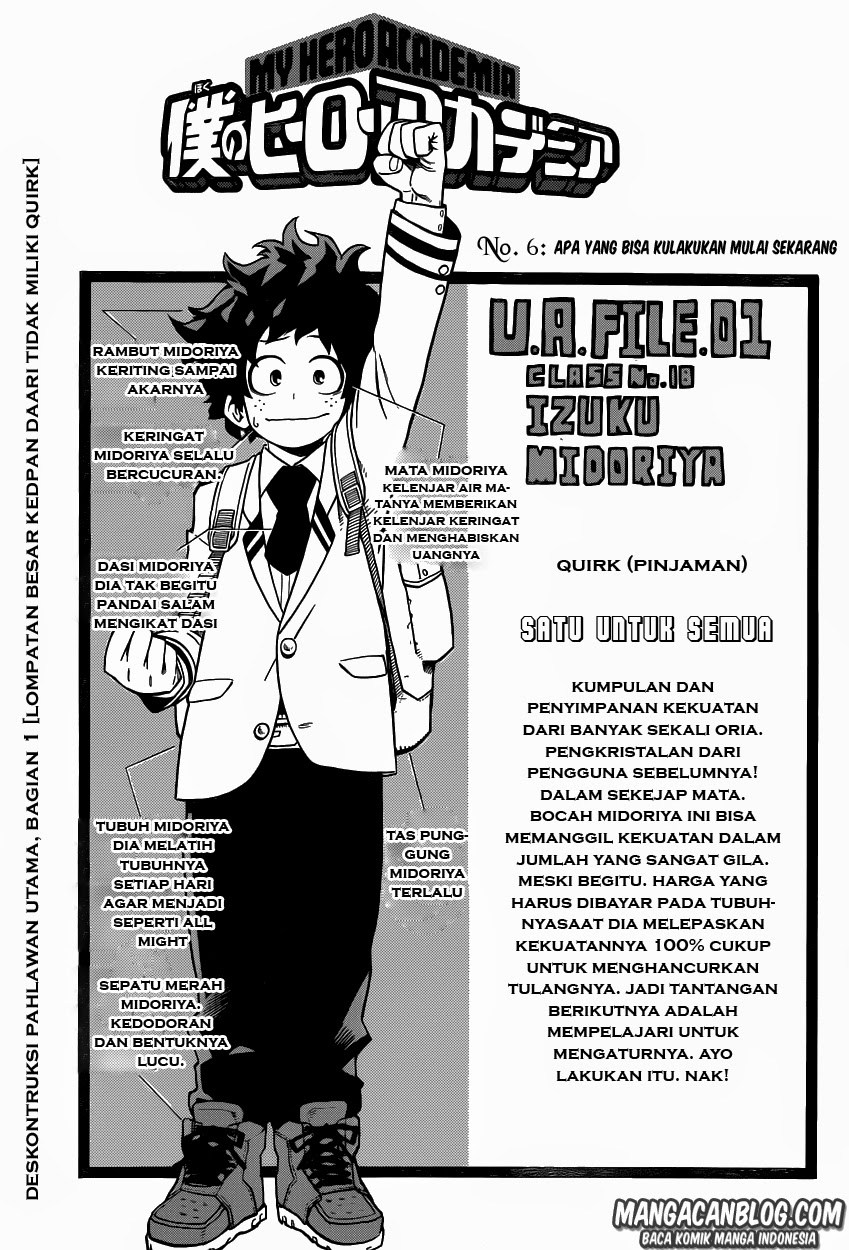 MY HERO ACADEMIA
ぼく
僕のヒーローアカデミア
No. 6: APA YANG BISA KULAKUKAN MULAI SEKARANG
DESKONTRUKSI PAHLAWAN UTAMA, BAGIAN 1 [LOMPATAN BESAR KEDPAN DAARI TIDAK MILIKI QUIRK]
RAMBUT MIDORIYA
KERITING SAMPAI
AKARNYA
KERINGAT
MIDORIYA SELALU
BERCUCURAN.
MATA MIDORIYA
KELENJAR AIR MA-
TANYA MEMBERIKAN
KELENJAR KERINGAT
DAN MENGHABISKAN
UANGNYA
DASI MIDORIYA
DIA TAK BEGITU
PANDAI SALAM
MENGIKAT DASI
TUBUH MIDORIYA
DIA MELATIH
TUBUHNYA
SETIAP HARI
AGAR MENJADI
SEPERTI ALL
MIGHT
TAS PUNG-
GUNG
MIDORIYA
TERLALU
SEPATU MERAH
MIDORIYA.
KEDODORAN
DAN BENTUKNYA
LUCU.
U.A.FILE.01
CLASS No.18
IZUKU
MIDORIYA
QUIRK (PINJAMAN)
SATU UNTUK SEMUA
KUMPULAN DAN
PENYIMPANAN KEKUATAN
DARI BANYAK SEKALI ORIA.
PENGKRISTALAN DARI
PENGGUNA SEBELUMNYA!
DALAM SEKEJAP MATA.
BOCAH MIDORIYA INI BISA
MEMANGGIL KEKUATAN DALAM
JUMLAH YANG SANGAT GILA.
MESKI BEGITU. HARGA YANG
HARUS DIBAYAR PADA TUBUH-
NYASAAT DIA MELEPASKAN
KEKUATANNYA 100% CUKUP
UNTUK MENGHANCURKAN
TULANGNYA. JADI TANTANGAN
BERIKUTNYA ADALAH
MEMPELAJARI UNTUK
MENGATURNYA. AYO
LAKUKAN ITU. NAK!
MANGACANBLOG.COM
BACA KOMIK MANGA INDONESIA